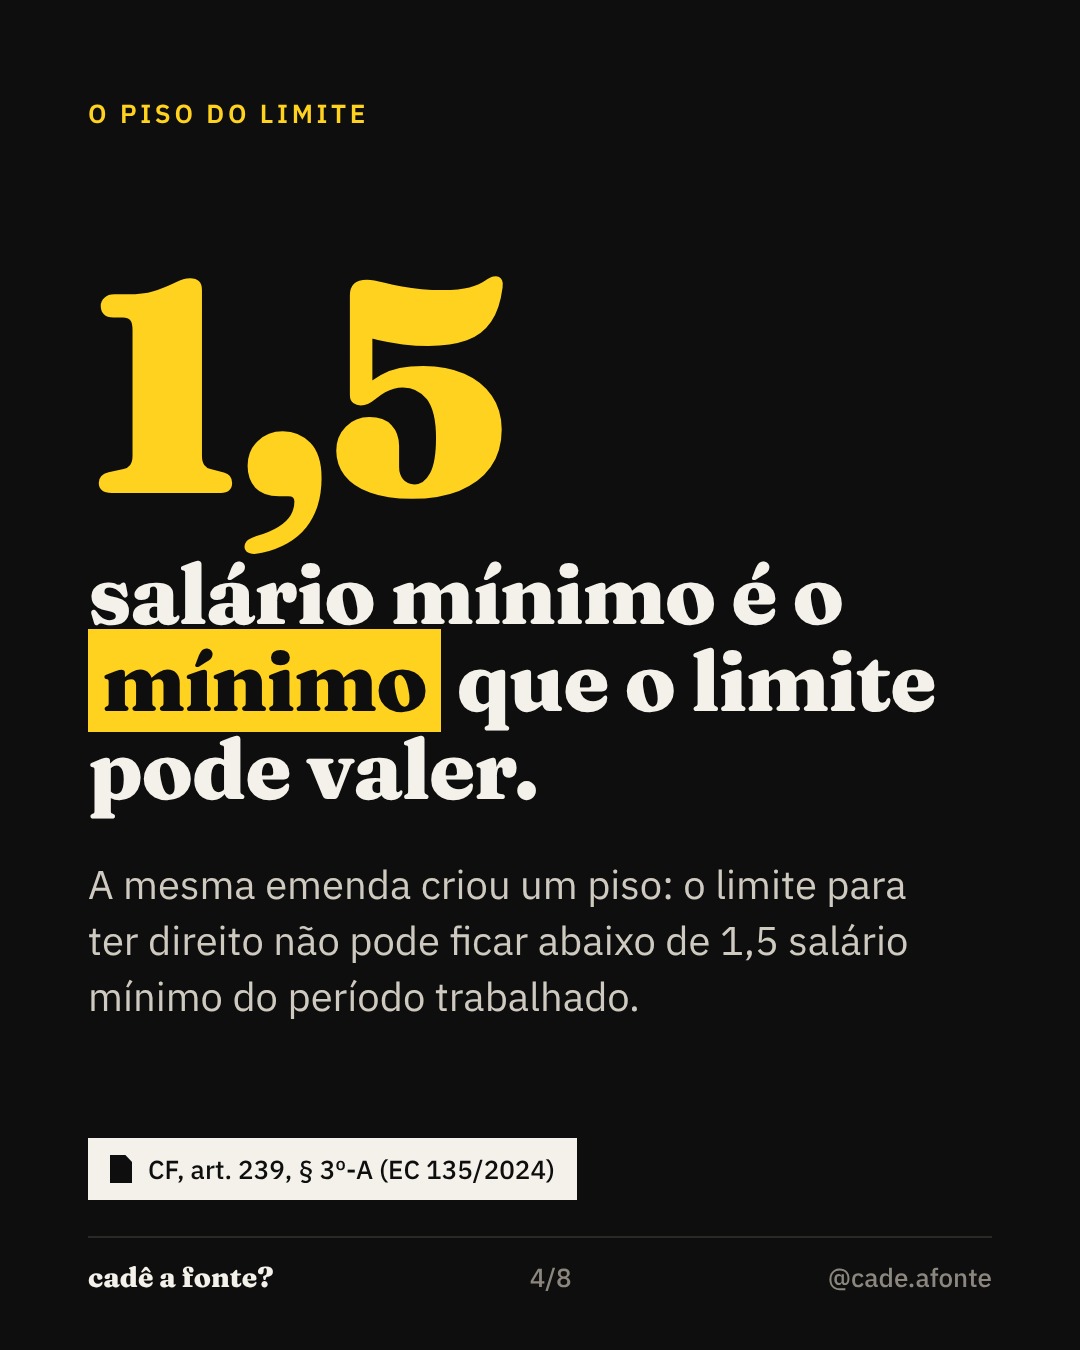 O PISO DO LIMITE
1,5
salário mínimo é o
mínimo que o limite
pode valer.
A mesma emenda criou um piso: o limite para
ter direito não pode ficar abaixo de 1,5 salário
mínimo do período trabalhado.
CF, art. 239, § 3º-A (EC 135/2024)
cadê a fonte?
4/8
@cade.afonte